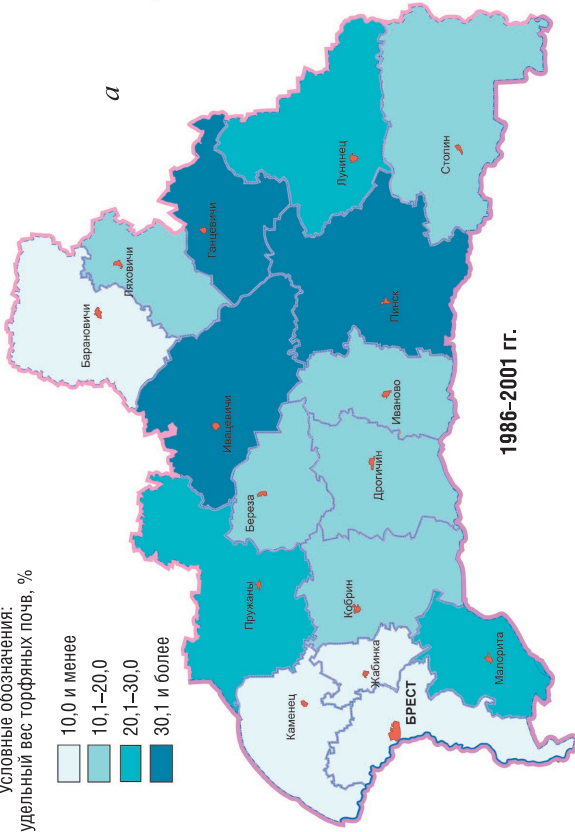 Условные обозначения:
удельный вес торфяных почв, %
10,0 и менее
10,1–20,0
20,1–30,0
30,1 и более
а
Барановичи
Ляховичи
Ганцевичи
Ивацевичи
Пружаны
Береза
Лунинец
Каменец
Кобрин
Жабинка
Дрогичин
Иваново
Пинск
Столин
БРЕСТ
Малорита
1986–2001 гг.